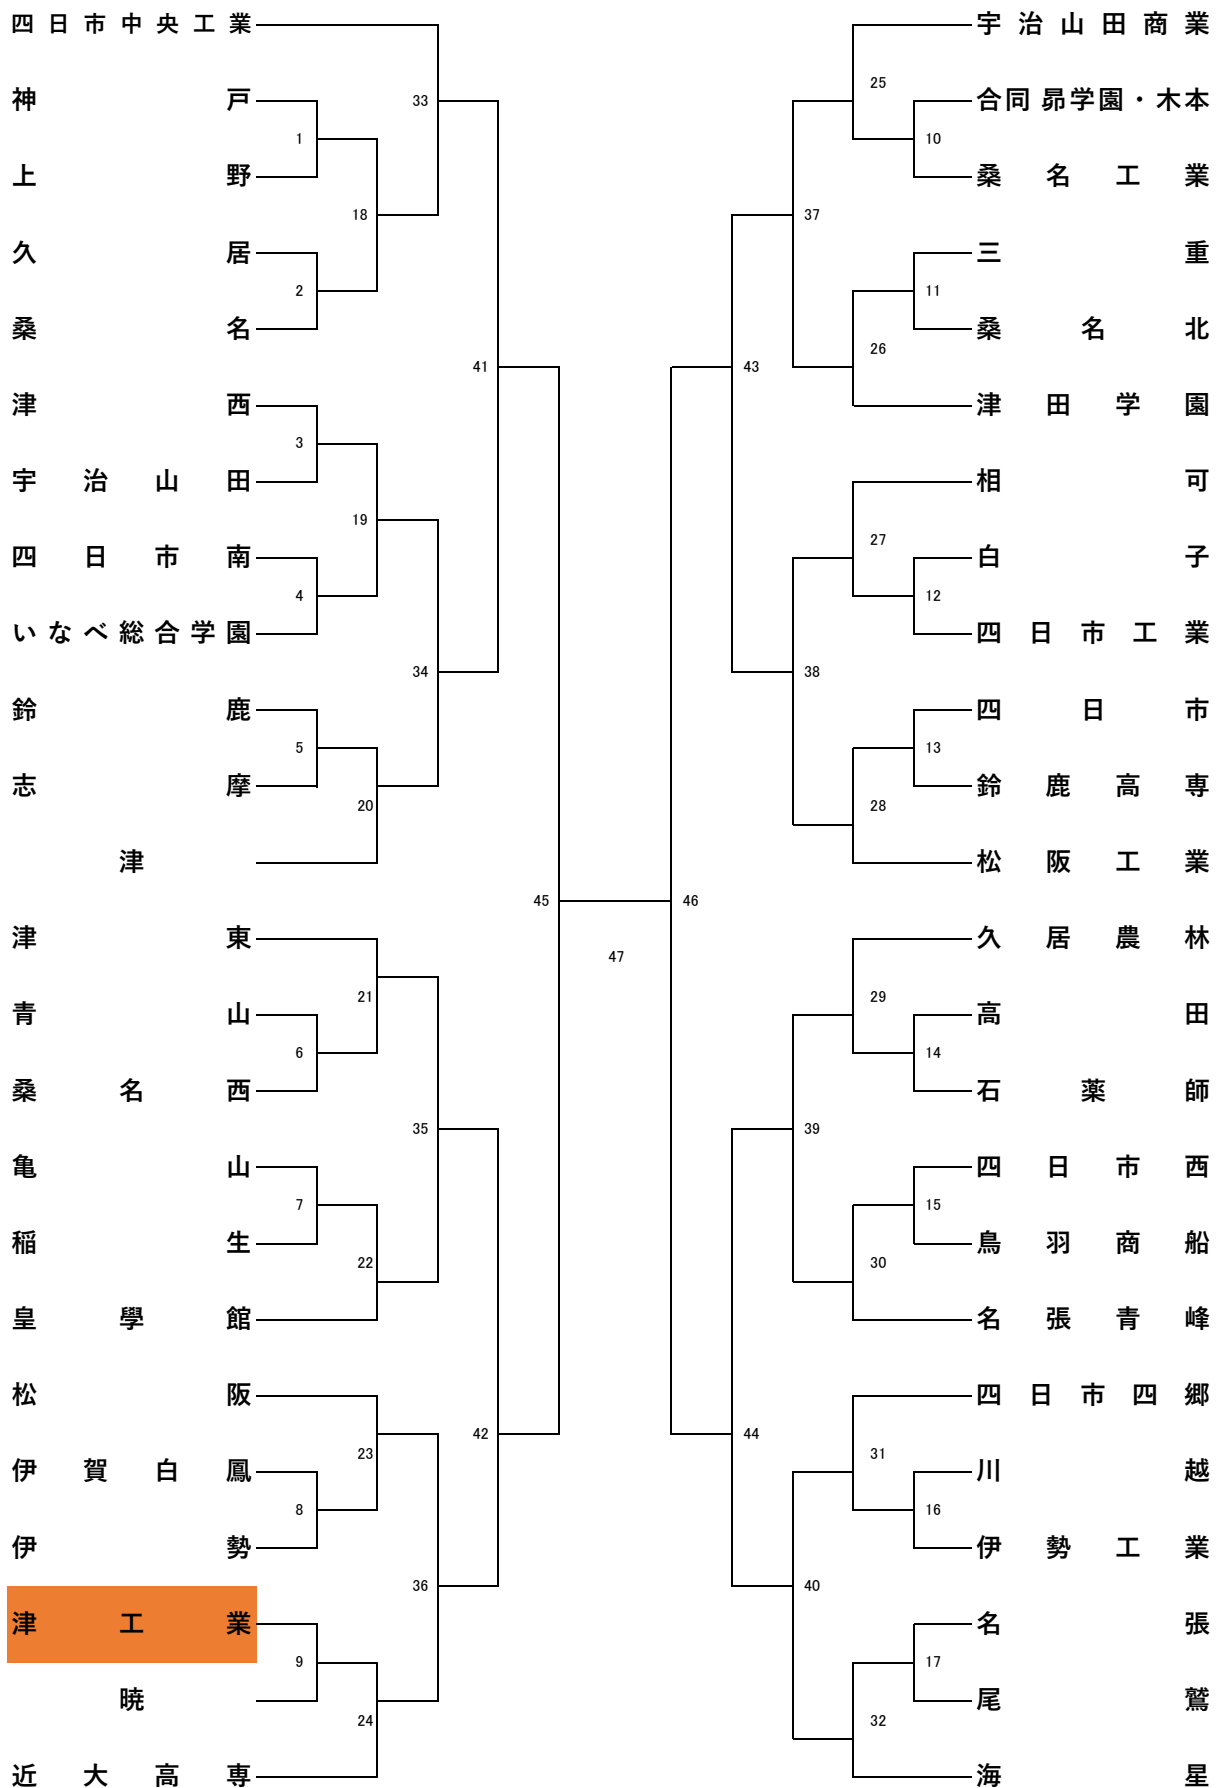 四日市中央工業
神戸
1
上野
18
33
久居
2
桑名
41
津西
3
宇治山田
19
四日市南
4
いなべ総合学園
34
鈴鹿
5
志摩
20
津
45
津東
21
青山
6
桑名西
35
亀山
7
稲生
22
皇學館
42
松阪
23
伊賀白鳳
8
伊勢
36
津工業
9
暁
24
近大高専
47
宇治山田商業
25
合同 昴学園・木本
10
桑名工業
37
三重
11
桑名北
26
津田学園
43
相可
27
白子
12
四日市工業
38
四日市
13
鈴鹿高専
28
松阪工業
46
久居農林
29
高田
14
石薬師
39
四日市西
15
鳥羽商船
30
名張青峰
44
四日市四郷
31
川越
16
伊勢工業
40
名張
17
尾鷲
32
海星